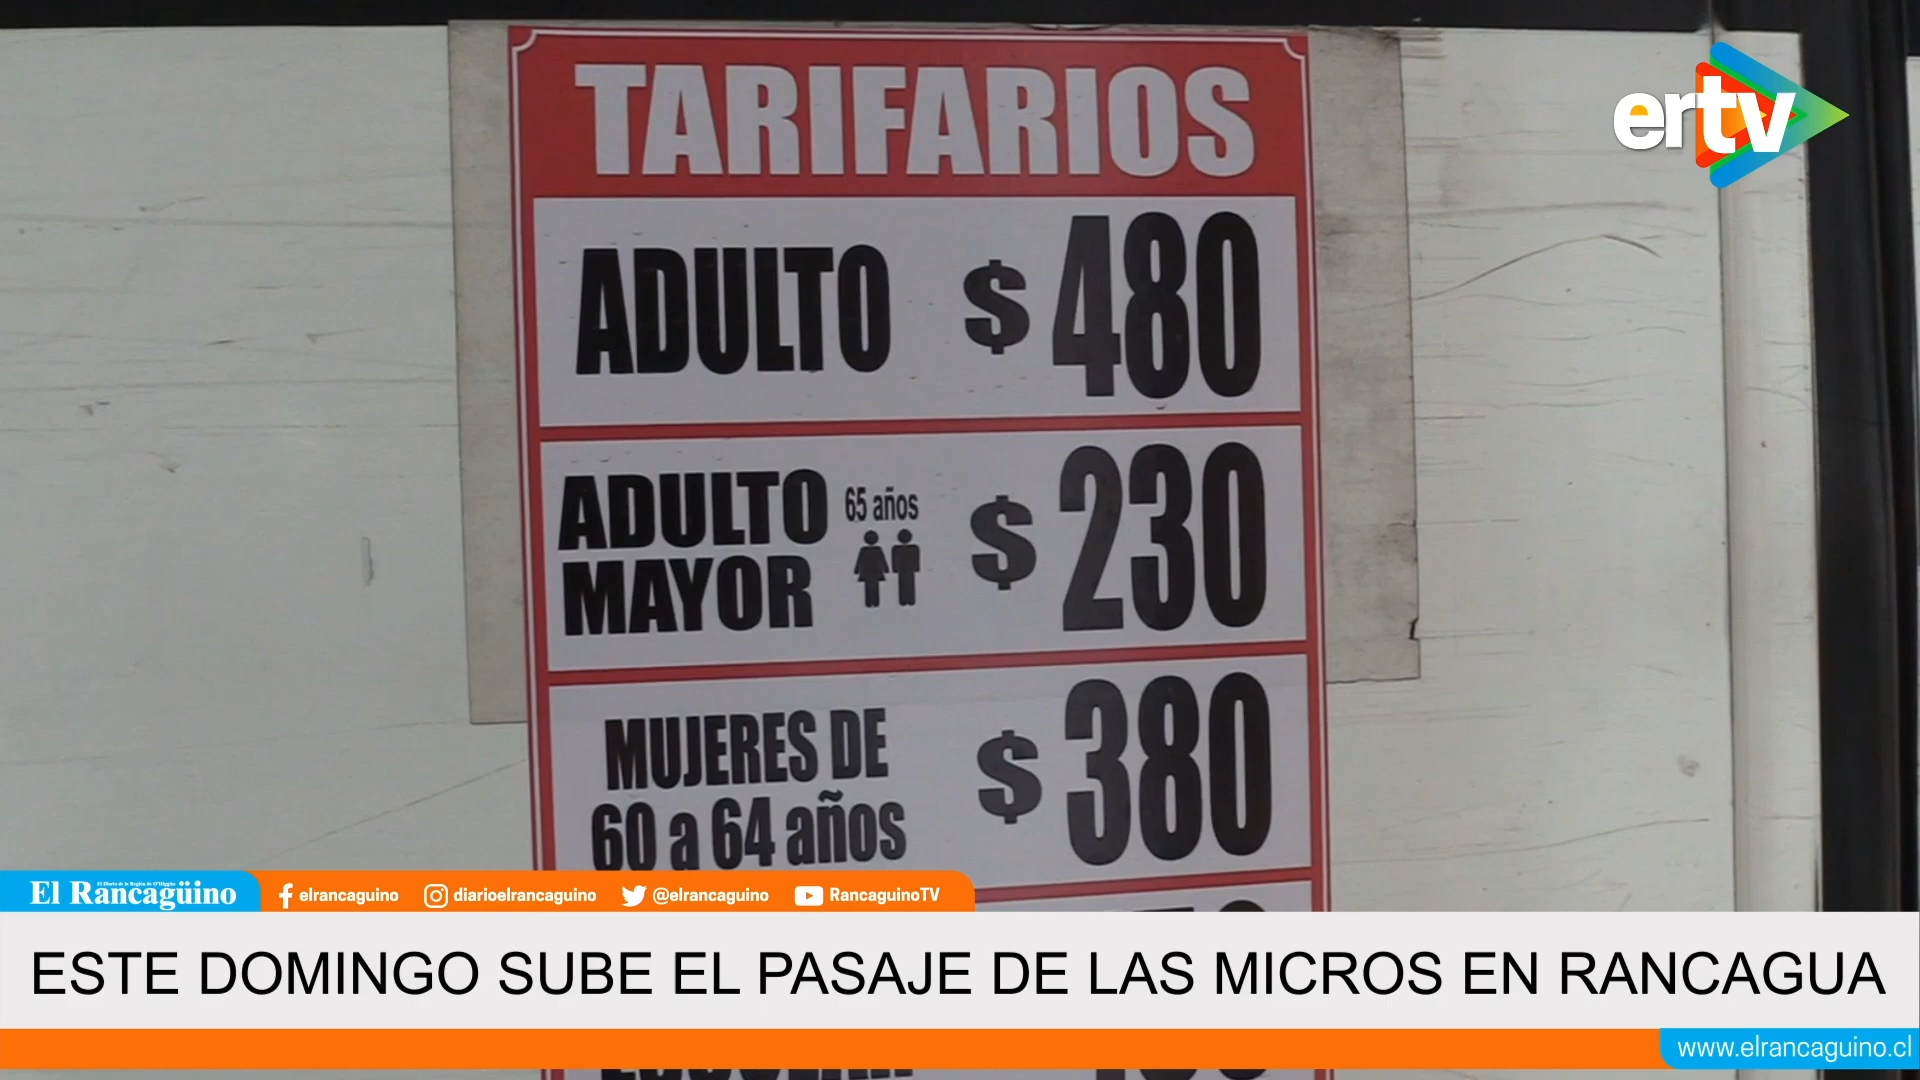 TARIFARIOS
ertv
ADULTO $ 480
ADULTO MAYOR 65 años $ 230
MUJERES DE 60 a 64 años $ 380
El Rancagüino elrancaguino diarioelrancaguino @elrancaguino RancaguinoTV
ESTE DOMINGO SUBE EL PASAJE DE LAS MICROS EN RANCAGUA
www.elrancaguino.cl